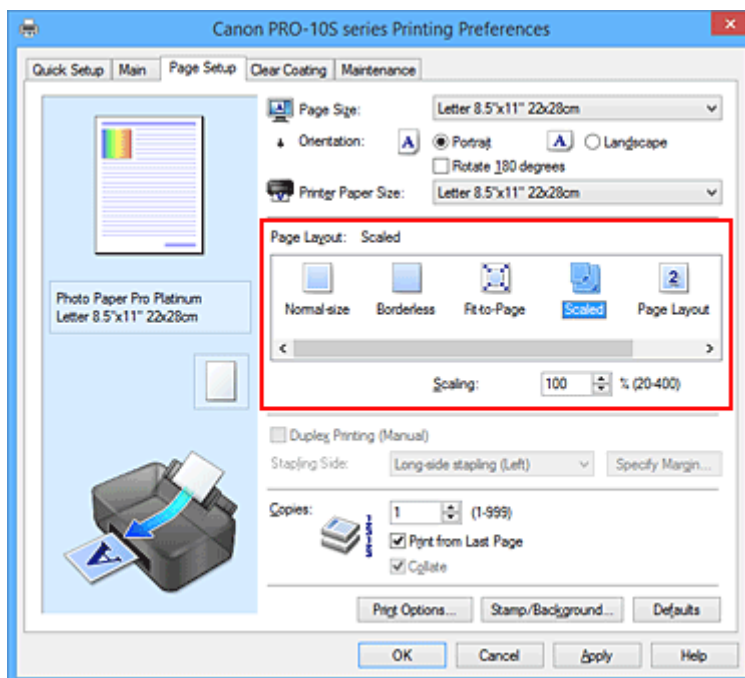 Canon PRO-10S series Printing Preferences
Quick Setup Main Page Setup Clear Coating Maintenance
Page Size: Letter 8.5"x11" 22x28cm
Orientation: A Portrait A Landscape
Rotate 180 degrees
Printer Paper Size: Letter 8.5"x11" 22x28cm
Page Layout: Scaled
Normal-size Borderless Fit-to-Page Scaled 2 Page Layout
Scaling: 100 % (20-400)
Photo Paper Pro Platinum
Letter 8.5"x11" 22x28cm
Duplex Printing (Manual)
Stapling Side: Long-side stapling (Left) Specify Margin...
Copies: 1 (1-999)
Print from Last Page
Collate
A
Print Options... Stamp/Background... Defaults
OK Cancel Apply Help